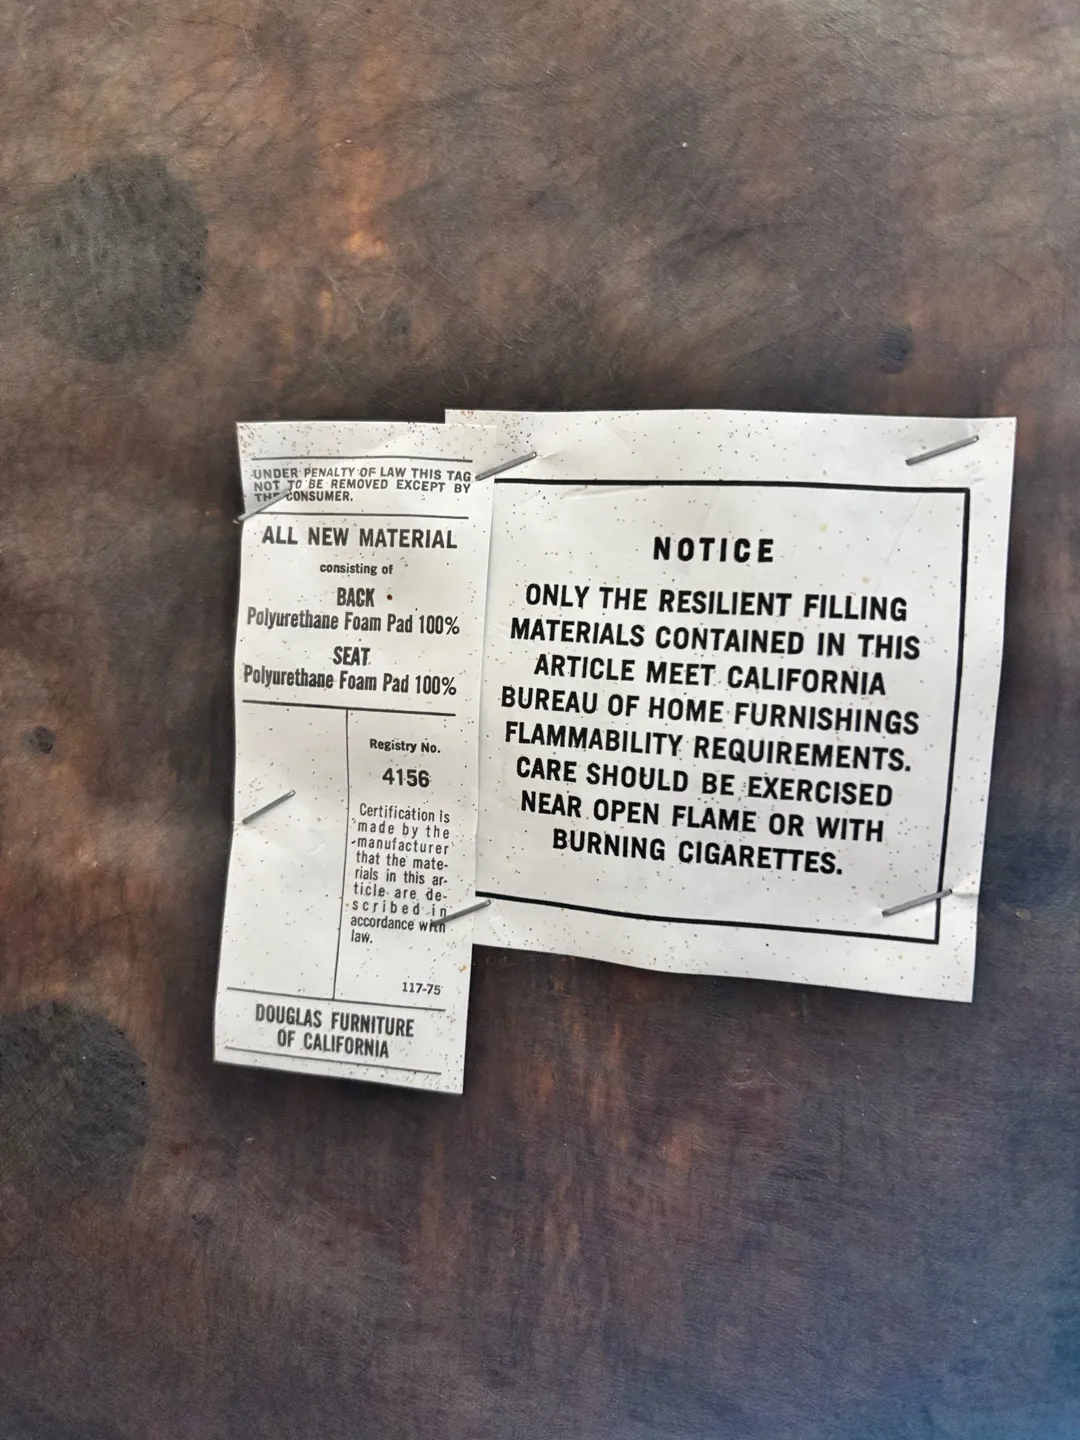 UNDER PENALTY OF LAW THIS TAG
NOT TO BE REMOVED EXCEPT BY
THE CONSUMER.
ALL NEW MATERIAL
consisting of
BACK
Polyurethane Foam Pad 100%
SEAT
Polyurethane Foam Pad 100%
Registry No.
4156
Certification is
made by the
manufacturer
that the mate-
rials in this ar-
ticle are de-
scribed in
accordance with
law.
117-75
DOUGLAS FURNITURE
OF CALIFORNIA
NOTICE
ONLY THE RESILIENT FILLING
MATERIALS CONTAINED IN THIS
ARTICLE MEET CALIFORNIA
BUREAU OF HOME FURNISHINGS
FLAMMABILITY REQUIREMENTS.
CARE SHOULD BE EXERCISED
NEAR OPEN FLAME OR WITH
BURNING CIGARETTES.